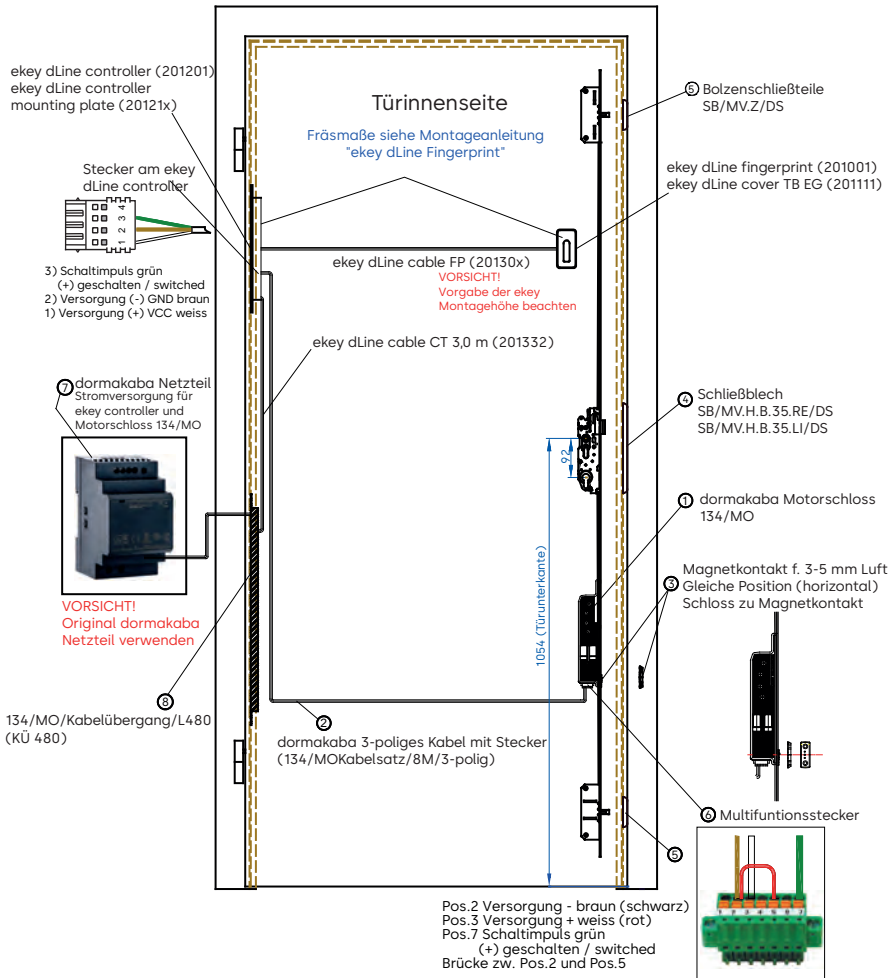 ekey dLine controller (201201)
ekey dLine controller
mounting plate (20121x)
Türinnenseite
Fräsmaße siehe Montageanleitung
"ekey dLine Fingerprint"
5 Bolzenschließteile
SB/MV.Z/DS
Stecker am ekey
dLine controller
4
3
2
1
ekey dLine fingerprint (201001)
ekey dLine cover TB EG (201111)
3) Schaltimpuls grün
(+) geschalten / switched
2) Versorgung (-) GND braun
1) Versorgung (+) VCC weiss
ekey dLine cable FP (20130x)
VORSICHT!
Vorgabe der ekey
Montagehöhe beachten
ekey dLine cable CT 3,0 m (201332)
7 dormakaba Netzteil
Stromversorgung für
ekey controller und
Motorschloss 134/MO
4 Schließblech
SB/MV.H.B.35.RE/DS
SB/MV.H.B.35.LI/DS
92
1 dormakaba Motorschloss
134/MO
1054 (Türunterkante)
Magnetkontakt f. 3-5 mm Luft
3 Gleiche Position (horizontal)
Schloss zu Magnetkontakt
VORSICHT!
Original dormakaba
Netzteil verwenden
8
134/MO/Kabelübergang/L480
(KÜ 480)
2
dormakaba 3-poliges Kabel mit Stecker
(134/MOKabelsatz/8M/3-polig)
6 Multifuntionsstecker
5
Pos.2 Versorgung - braun (schwarz)
Pos.3 Versorgung + weiss (rot)
Pos.7 Schaltimpuls grün
(+) geschalten / switched
Brücke zw. Pos.2 und Pos.5